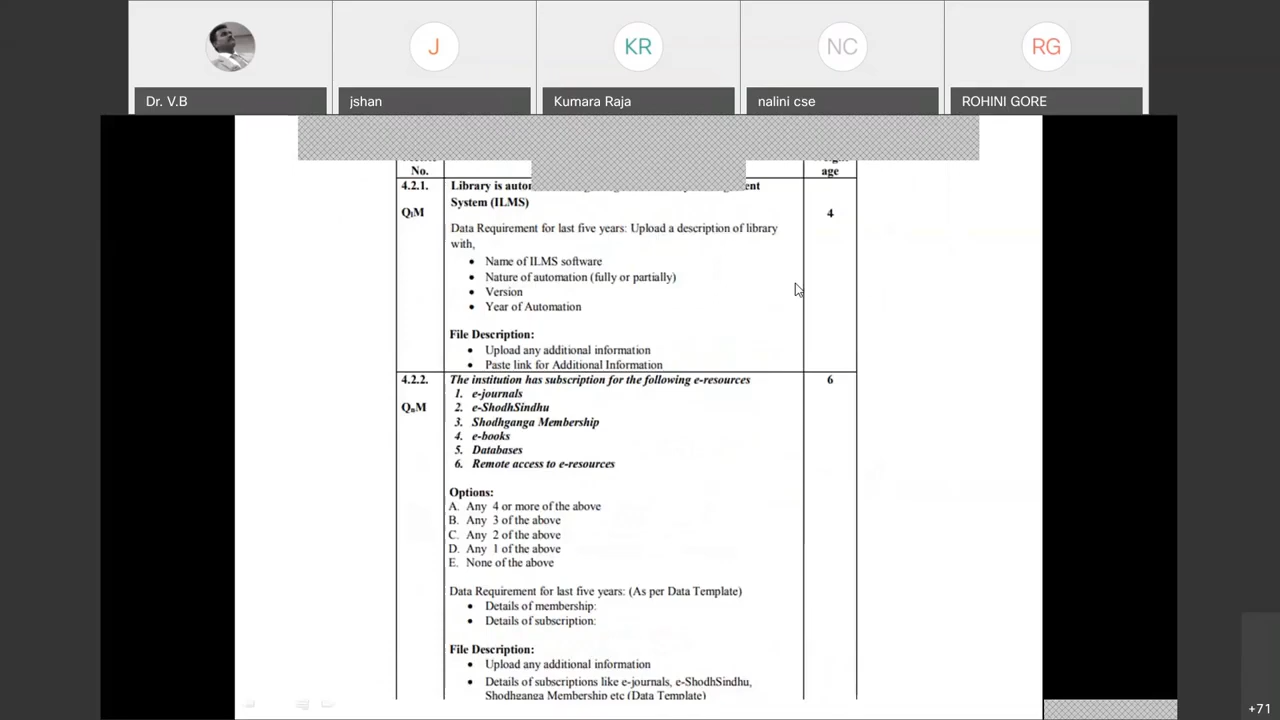 Dr. V.B
J
jshan
KR
Kumara Raja
NC
nalini cse
RG
ROHINI GORE
No.
age
4.2.1.
QlM
Library is
System (ILMS)
4
Data Requirement for last five years: Upload a description of library
with,
• Name of ILMS software
• Nature of automation (fully or partially)
• Version
• Year of Automation
File Description:
• Upload any additional information
• Paste link for Additional Information
4.2.2.
QnM
The institution has subscription for the following e-resources
6
1. e-journals
2. e-ShodhSindhu
3. Shodhganga Membership
4. e-books
5. Databases
6. Remote access to e-resources
Options:
A. Any 4 or more of the above
B. Any 3 of the above
C. Any 2 of the above
D. Any 1 of the above
E. None of the above
Data Requirement for last five years: (As per Data Template)
• Details of membership:
• Details of subscription:
File Description:
• Upload any additional information
• Details of subscriptions like e-journals, e-ShodhSindhu,
Shodhganga Membership etc (Data Template)
+71